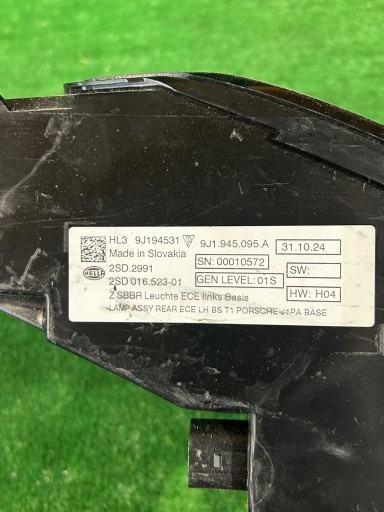 HL3 9J194531 9J1.945.095.A 31.10.24
Made in Slovakia SN: 00010572
HELLA 2SD.2991 SW:
2SD 016.523-01 GEN LEVEL: 01S
Z SBBR Leuchte ECE links Basis HW: H04
LAMP ASSY REAR ECE LH BS T1 PORSCHE PA BASE